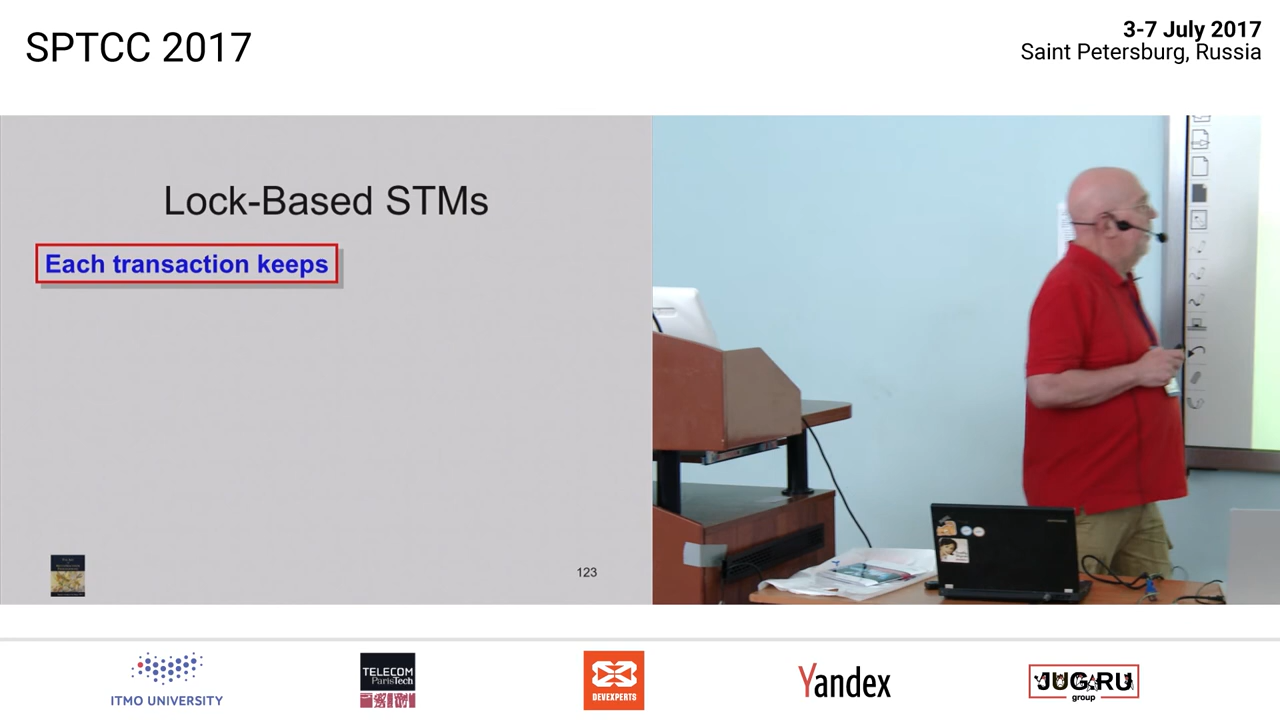 SPTCC 2017
3-7 July 2017
Saint Petersburg, Russia
Lock-Based STMs
Each transaction keeps
123
ITMO UNIVERSITY
TELECOM
ParisTech
DEVEXPERTS
Yandex
JUG.RU
group